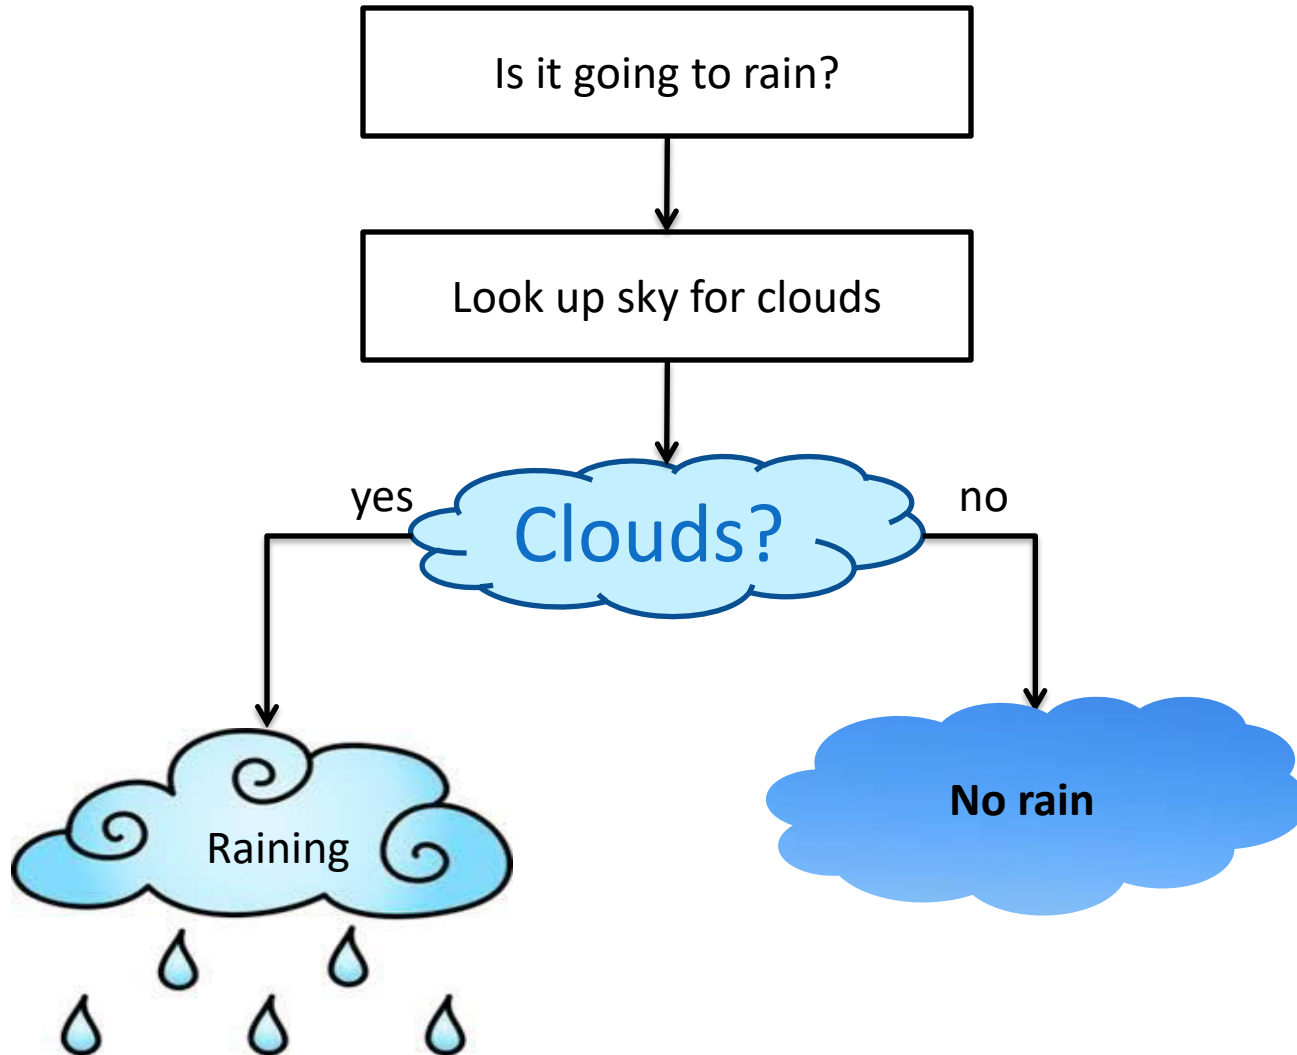 Is it going to rain?
Look up sky for clouds
yes
Clouds?
no
Raining
No rain